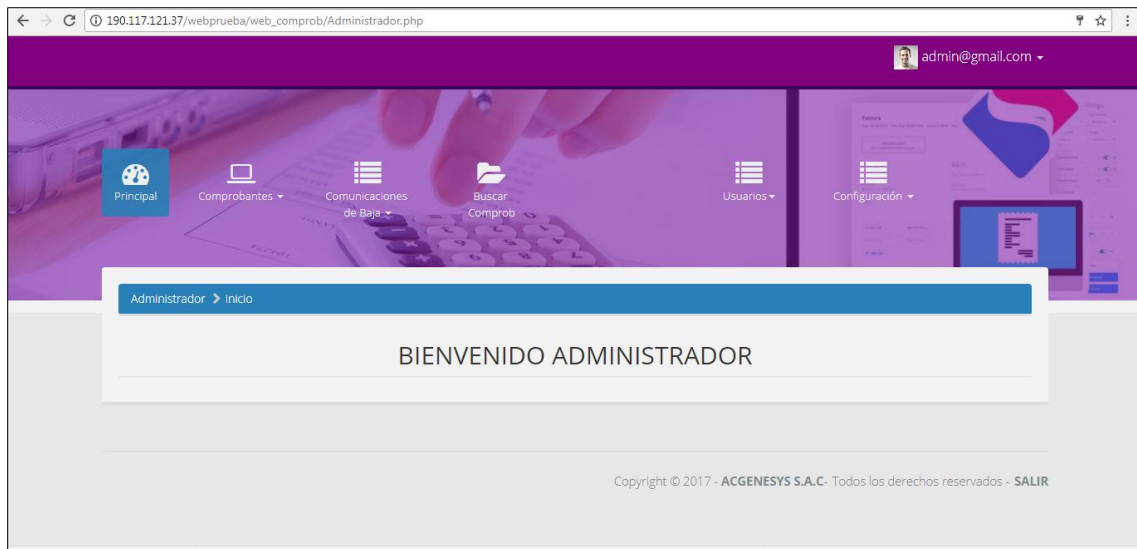 190.117.121.37/webprueba/web_comprob/Administrador.php
admin@gmail.com
Principal
Comprobantes
Comunicaciones
de Baja
Buscar
Comprob
Usuarios
Configuración
Administrador > Inicio
BIENVENIDO ADMINISTRADOR
Copyright © 2017 - ACGENESYS S.A.C- Todos los derechos reservados - SALIR